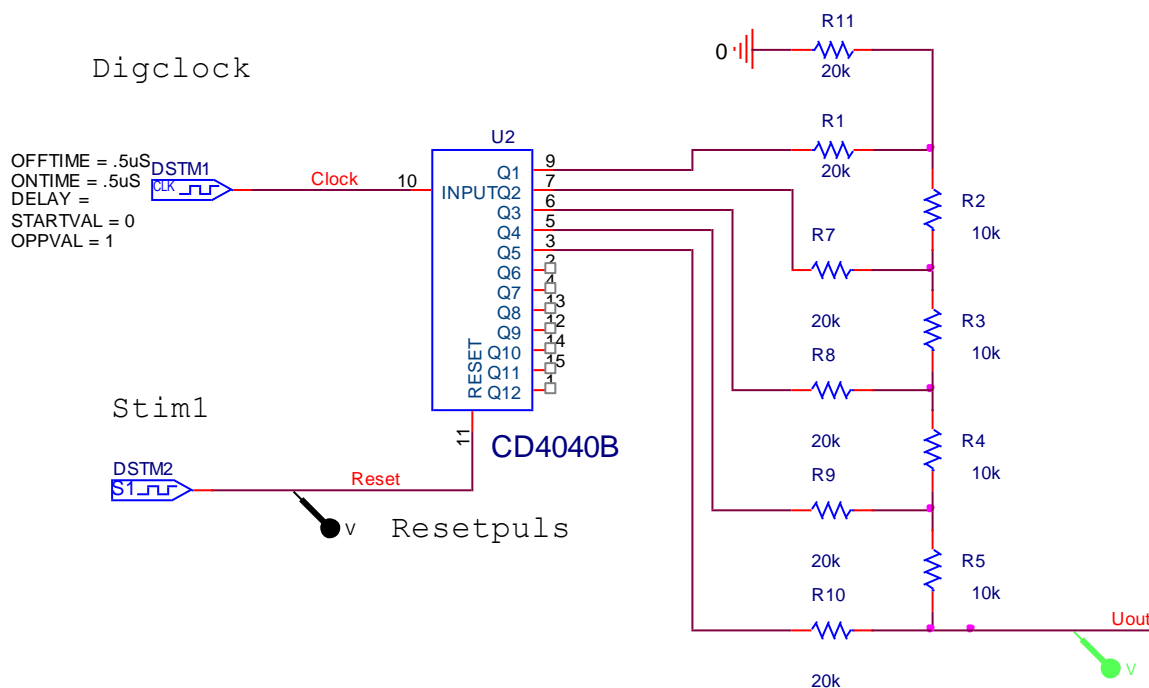 R11
0
20k
Digclock
R1
20k
U2
OFFTIME = .5uS
DSTM1
ONTIME = .5uS
CLK
DELAY =
STARTVAL = 0
OPPVAL = 1
Clock
10
INPUT
Q1
9
Q2
7
Q3
6
Q4
5
Q5
3
Q6
2
Q7
4
Q8
13
Q9
12
Q10
14
Q11
15
Q12
1
RESET
11
CD4040B
R2
10k
R7
20k
R3
10k
R8
20k
R4
10k
R9
20k
R5
10k
R10
20k
Uout
V
Stim1
DSTM2
S1
Reset
V
Resetpuls